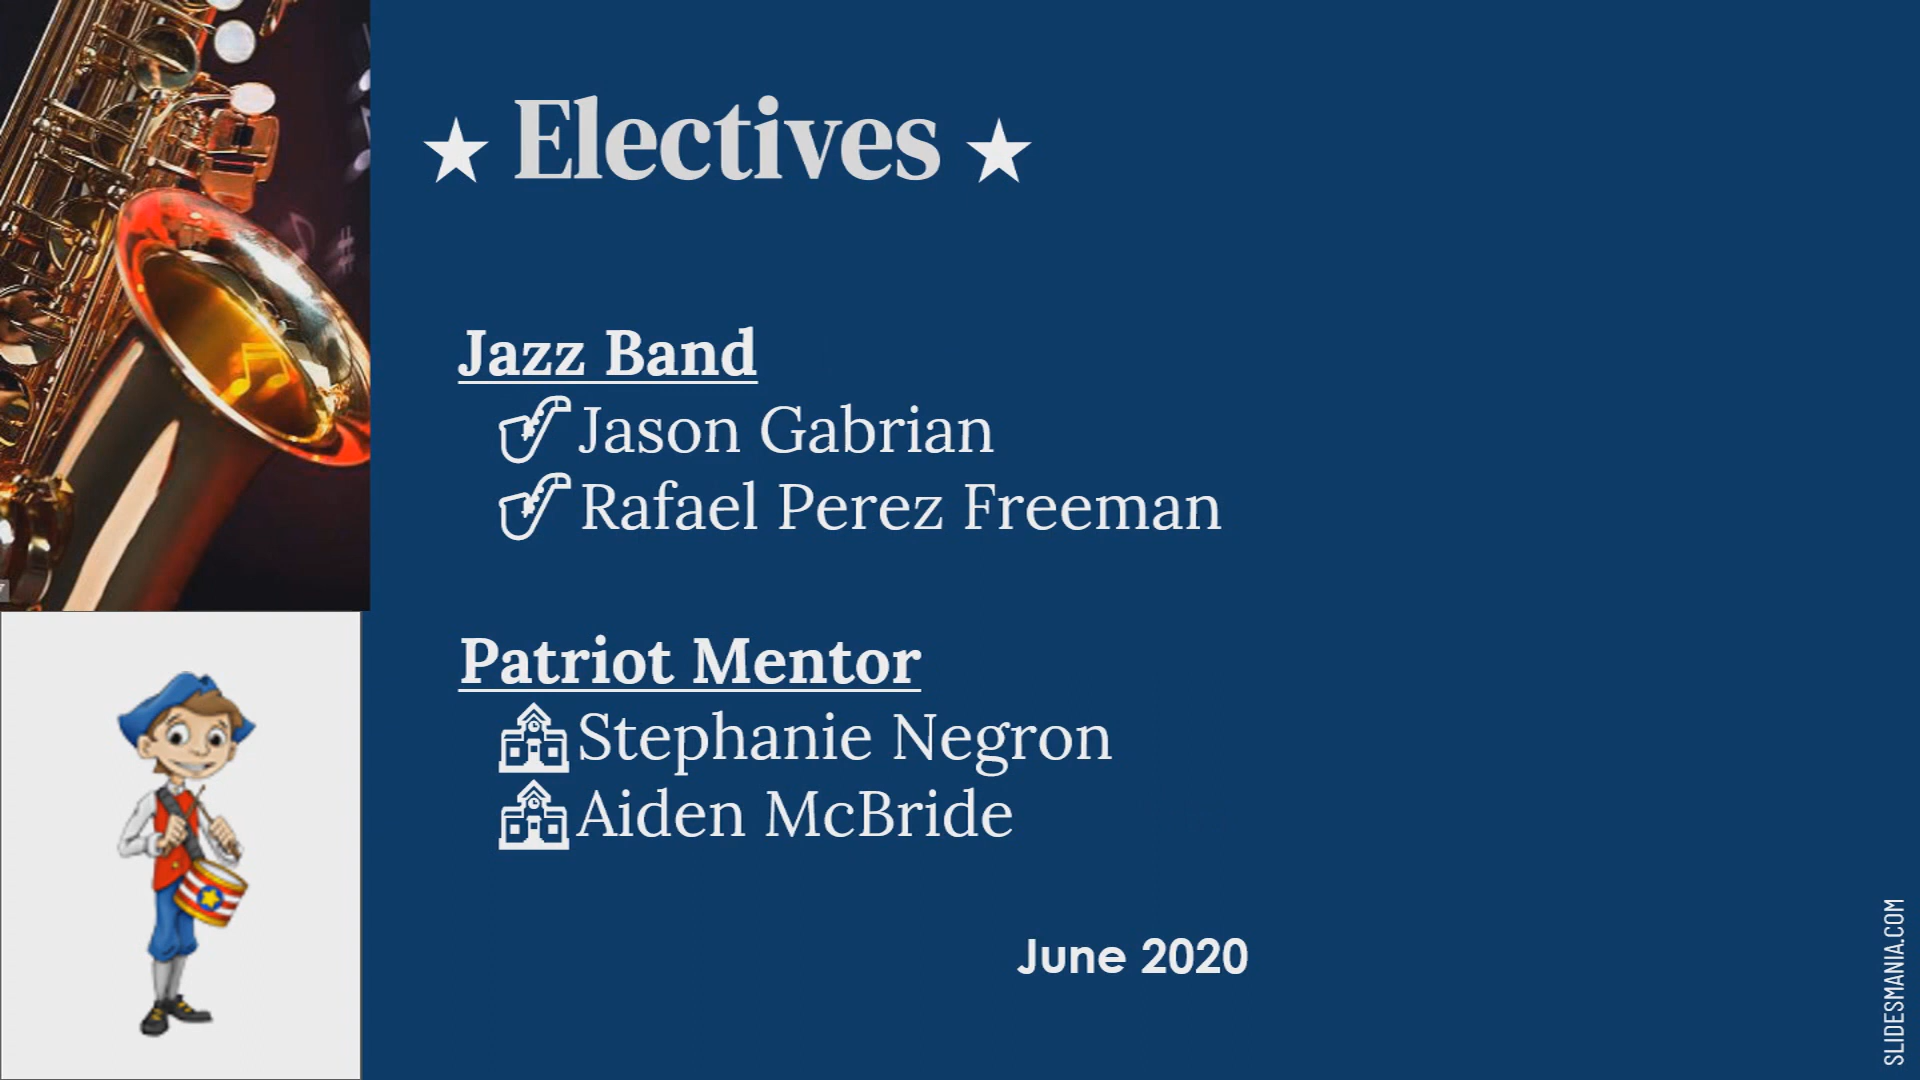 ★ Electives ★
Jazz Band
Jason Gabrian
Rafael Perez Freeman
Patriot Mentor
Stephanie Negron
Aiden McBride
June 2020
SLIDESMANIA.COM